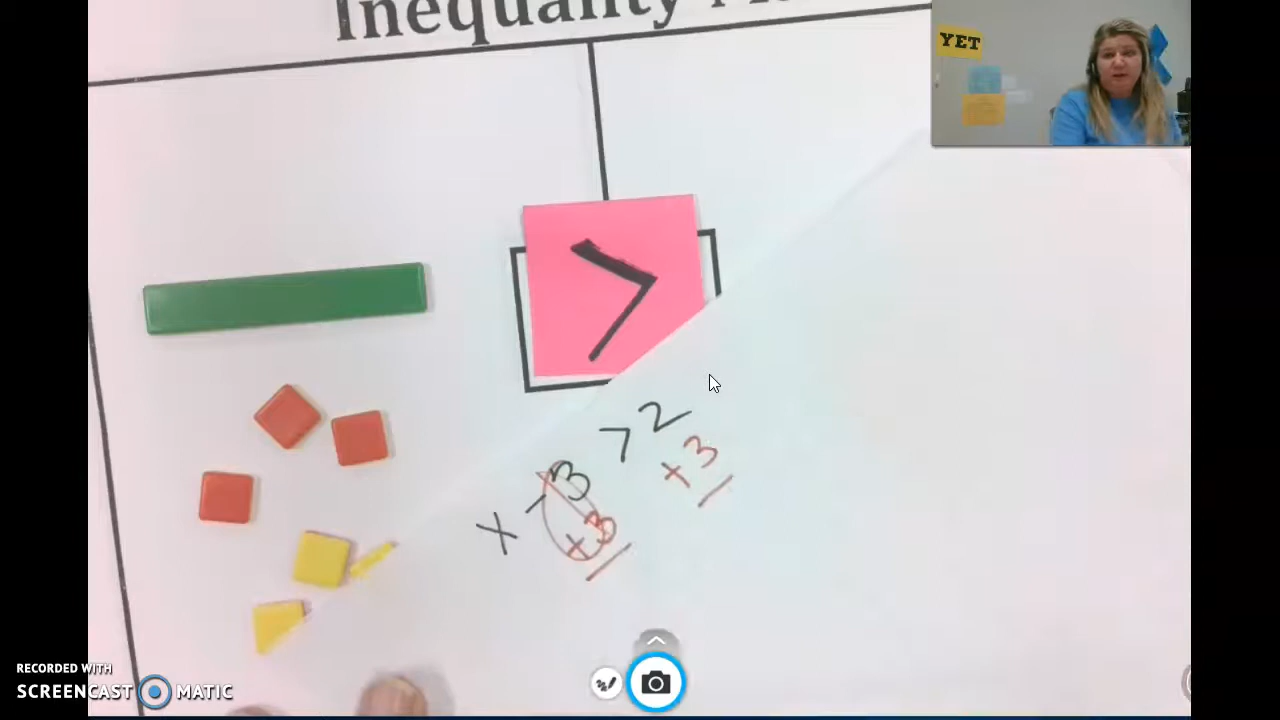 Inequality
YET
>
x - 3 > 2
+3 +3
RECORDED WITH
SCREENCAST MATIC